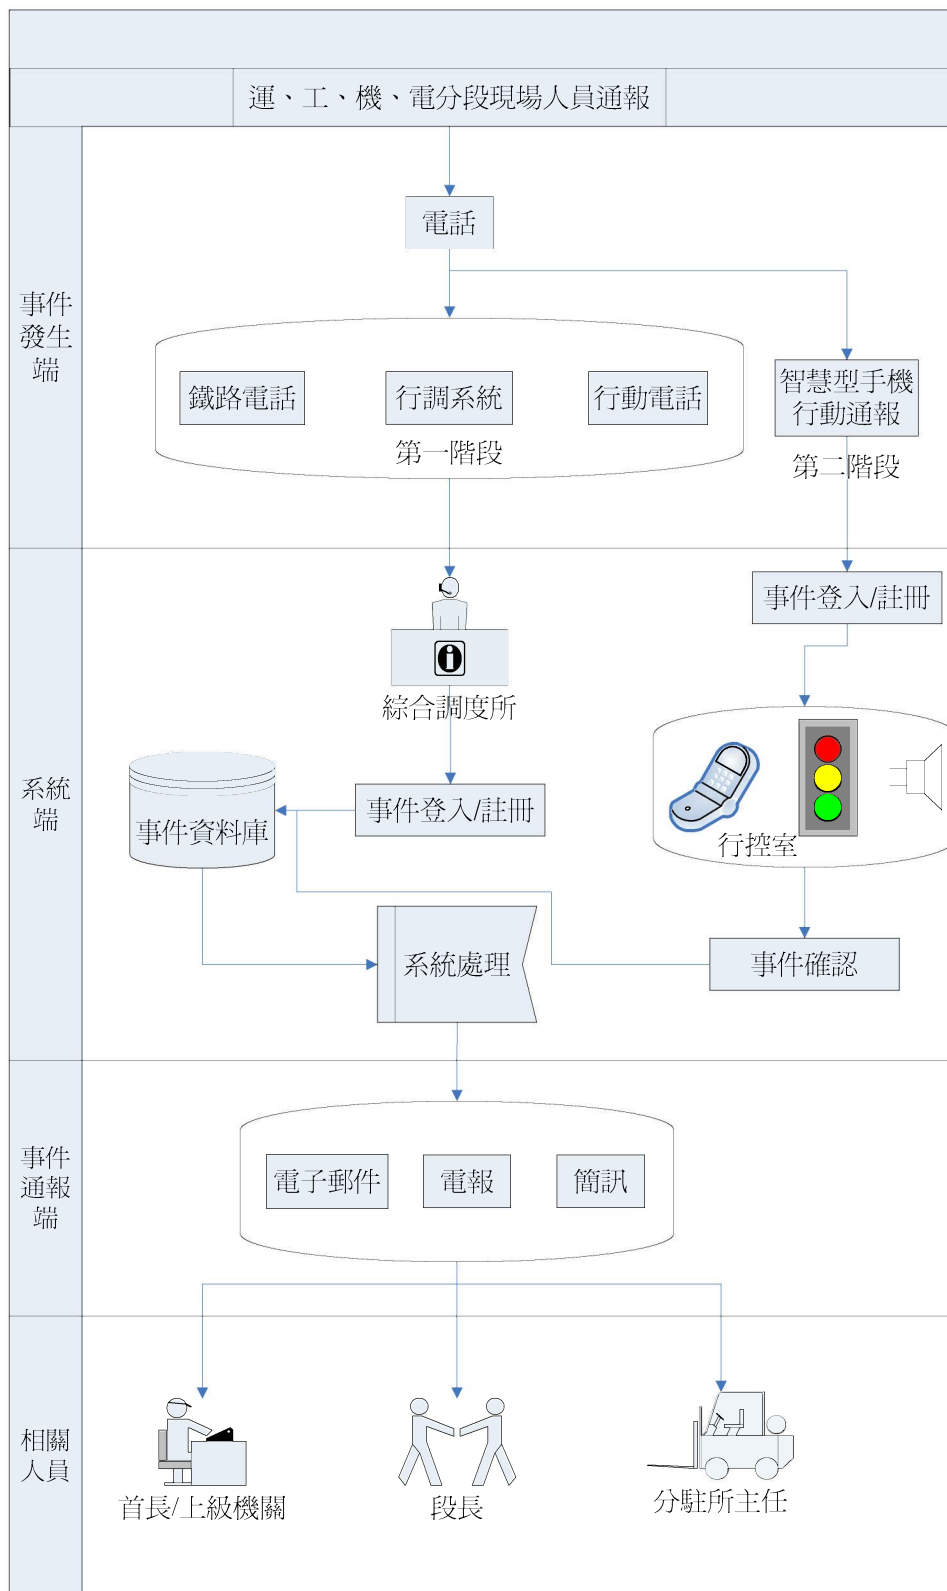 運、工、機、電分段現場人員通報
電話
事件
發生
端
鐵路電話
行調系統
行動電話
第一階段
智慧型手機
行動通報
第二階段
事件登入/註冊
綜合調度所
系統
端
事件資料庫
事件登入/註冊
行控室
系統處理
事件確認
事件
通報
端
電子郵件
電報
簡訊
相關
人員
首長/上級機關
段長
分駐所主任